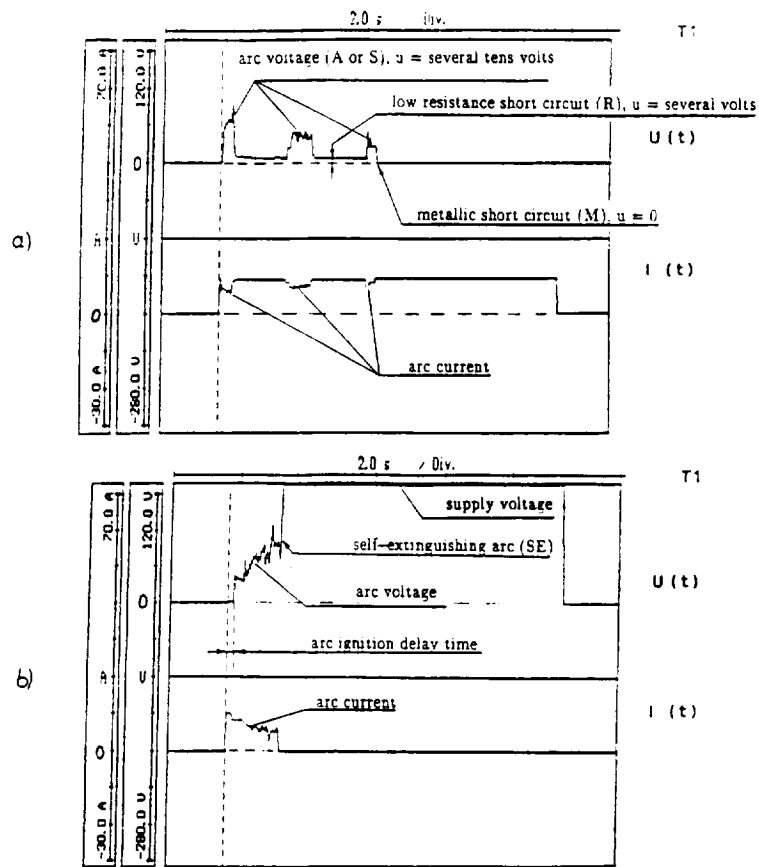 2.0 s Div.
T1
70.0 A
120.0 U
arc voltage (A or S), u = several tens volts
low resistance short circuit (R), u = several volts
U(t)
0
metallic short circuit (M), u = 0
a)
A
U
I (t)
0
arc current
-30.0 A
-280.0 U
2.0 s / Div.
T1
70.0 A
120.0 U
supply voltage
self-extinguishing arc (SE)
arc voltage
U(t)
0
arc ignition delay time
b)
A
U
arc current
I (t)
0
-30.0 A
-280.0 U